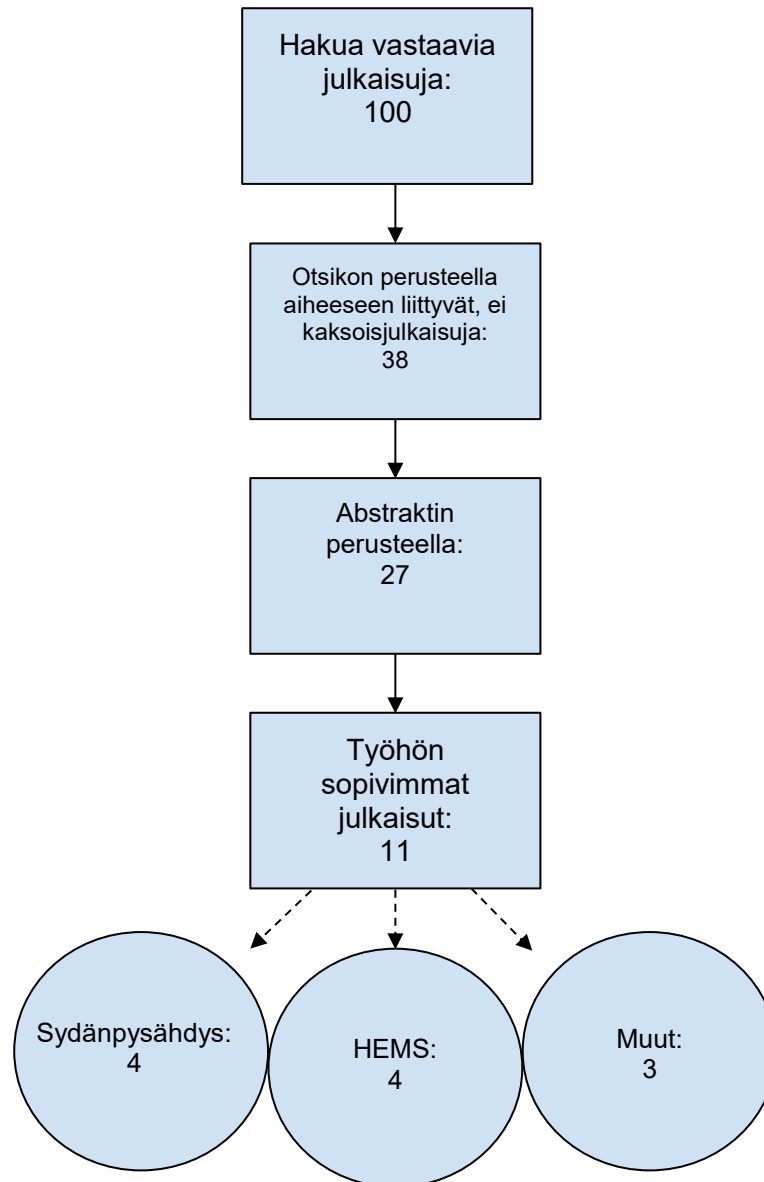 Hakua vastaavia
julkaisuja:
100
Otsikon perusteella
aiheeseen liittyvät, ei
kaksoisjulkaisuja:
38
Abstraktin
perusteella:
27
Työhön
sopivimmat
julkaisut:
11
Sydänpysähdys:
4
HEMS:
4
Muut:
3